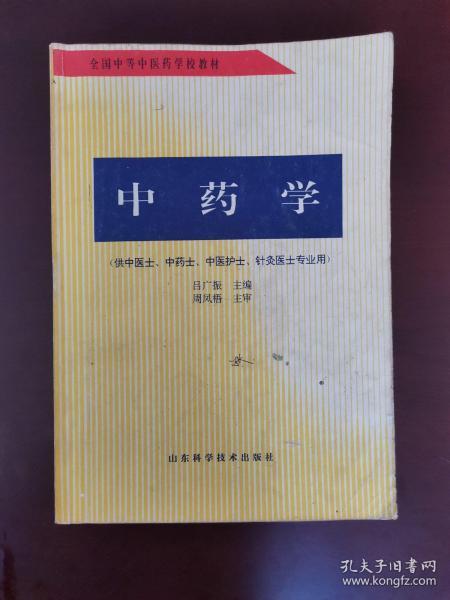 全国中等中医药学校教材
中药学
(供中医士、中药士、中医护士、针灸医士专业用)
吕广振 主编
周凤梧 主审
山东科学技术出版社
孔夫子旧书网
www.kongfz.com